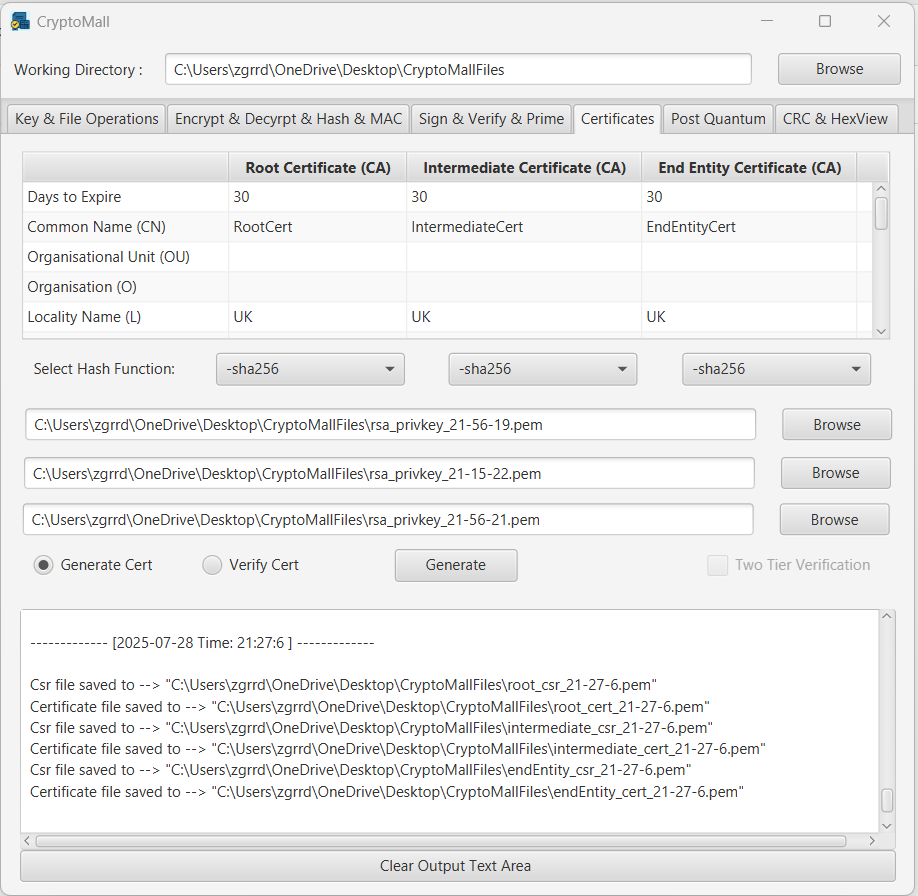 CryptoMall
Working Directory : C:\Users\zgrrd\OneDrive\Desktop\CryptoMallFiles Browse
Key & File Operations Encrypt & Decyrpt & Hash & MAC Sign & Verify & Prime Certificates Post Quantum CRC & HexView
Root Certificate (CA) Intermediate Certificate (CA) End Entity Certificate (CA)
Days to Expire 30 30 30
Common Name (CN) RootCert IntermediateCert EndEntityCert
Organisational Unit (OU)
Organisation (O)
Locality Name (L) UK UK UK
Select Hash Function: -sha256 -sha256 -sha256
C:\Users\zgrrd\OneDrive\Desktop\CryptoMallFiles\rsa_privkey_21-56-19.pem Browse
C:\Users\zgrrd\OneDrive\Desktop\CryptoMallFiles\rsa_privkey_21-15-22.pem Browse
C:\Users\zgrrd\OneDrive\Desktop\CryptoMallFiles\rsa_privkey_21-56-21.pem Browse
Generate Cert Verify Cert Generate Two Tier Verification
------------- [2025-07-28 Time: 21:27:6 ] -------------
Csr file saved to --> "C:\Users\zgrrd\OneDrive\Desktop\CryptoMallFiles\root_csr_21-27-6.pem"
Certificate file saved to --> "C:\Users\zgrrd\OneDrive\Desktop\CryptoMallFiles\root_cert_21-27-6.pem"
Csr file saved to --> "C:\Users\zgrrd\OneDrive\Desktop\CryptoMallFiles\intermediate_csr_21-27-6.pem"
Certificate file saved to --> "C:\Users\zgrrd\OneDrive\Desktop\CryptoMallFiles\intermediate_cert_21-27-6.pem"
Csr file saved to --> "C:\Users\zgrrd\OneDrive\Desktop\CryptoMallFiles\endEntity_csr_21-27-6.pem"
Certificate file saved to --> "C:\Users\zgrrd\OneDrive\Desktop\CryptoMallFiles\endEntity_cert_21-27-6.pem"
Clear Output Text Area